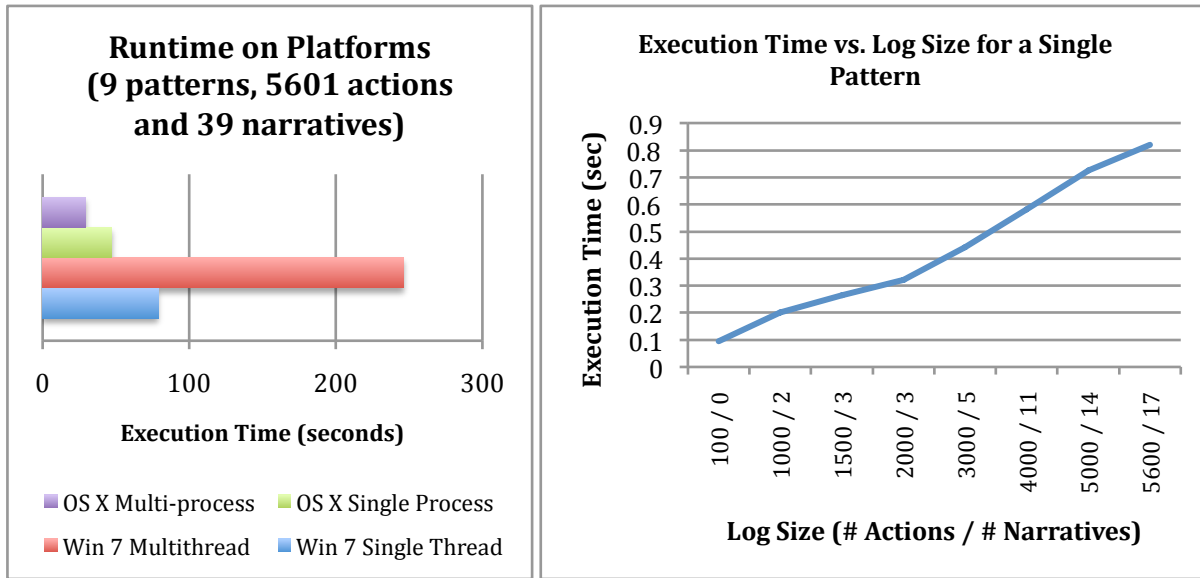 Runtime on Platforms
(9 patterns, 5601 actions
and 39 narratives)
0 100 200 300
Execution Time (seconds)
OS X Multi-process OS X Single Process
Win 7 Multithread Win 7 Single Thread
Execution Time vs. Log Size for a Single
Pattern
Execution Time (sec)
0.9
0.8
0.7
0.6
0.5
0.4
0.3
0.2
0.1
0
100 / 0
1000 / 2
1500 / 3
2000 / 3
3000 / 5
4000 / 11
5000 / 14
5600 / 17
Log Size (# Actions / # Narratives)